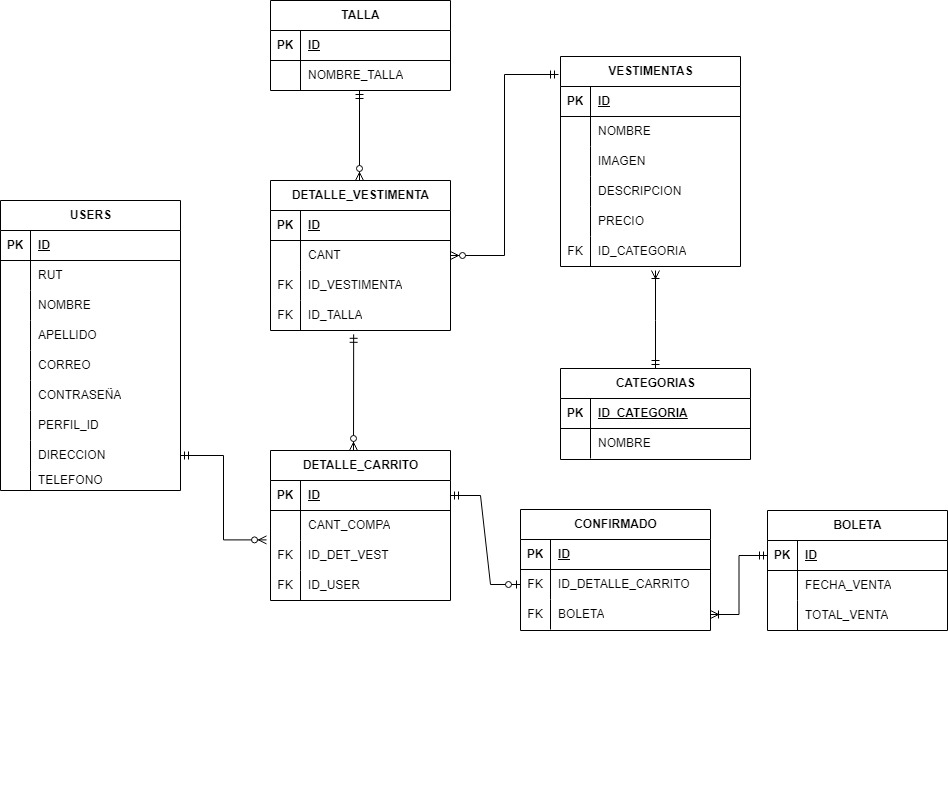 TALLA
PK ID
NOMBRE_TALLA
VESTIMENTAS
PK ID
NOMBRE
IMAGEN
DESCRIPCION
PRECIO
FK ID_CATEGORIA
DETALLE_VESTIMENTA
PK ID
CANT
FK ID_VESTIMENTA
FK ID_TALLA
USERS
PK ID
RUT
NOMBRE
APELLIDO
CORREO
CONTRASEÑA
PERFIL_ID
DIRECCION
TELEFONO
CATEGORIAS
PK ID_CATEGORIA
NOMBRE
DETALLE_CARRITO
PK ID
CANT_COMPA
FK ID_DET_VEST
FK ID_USER
CONFIRMADO
PK ID
FK ID_DETALLE_CARRITO
FK BOLETA
BOLETA
PK ID
FECHA_VENTA
TOTAL_VENTA